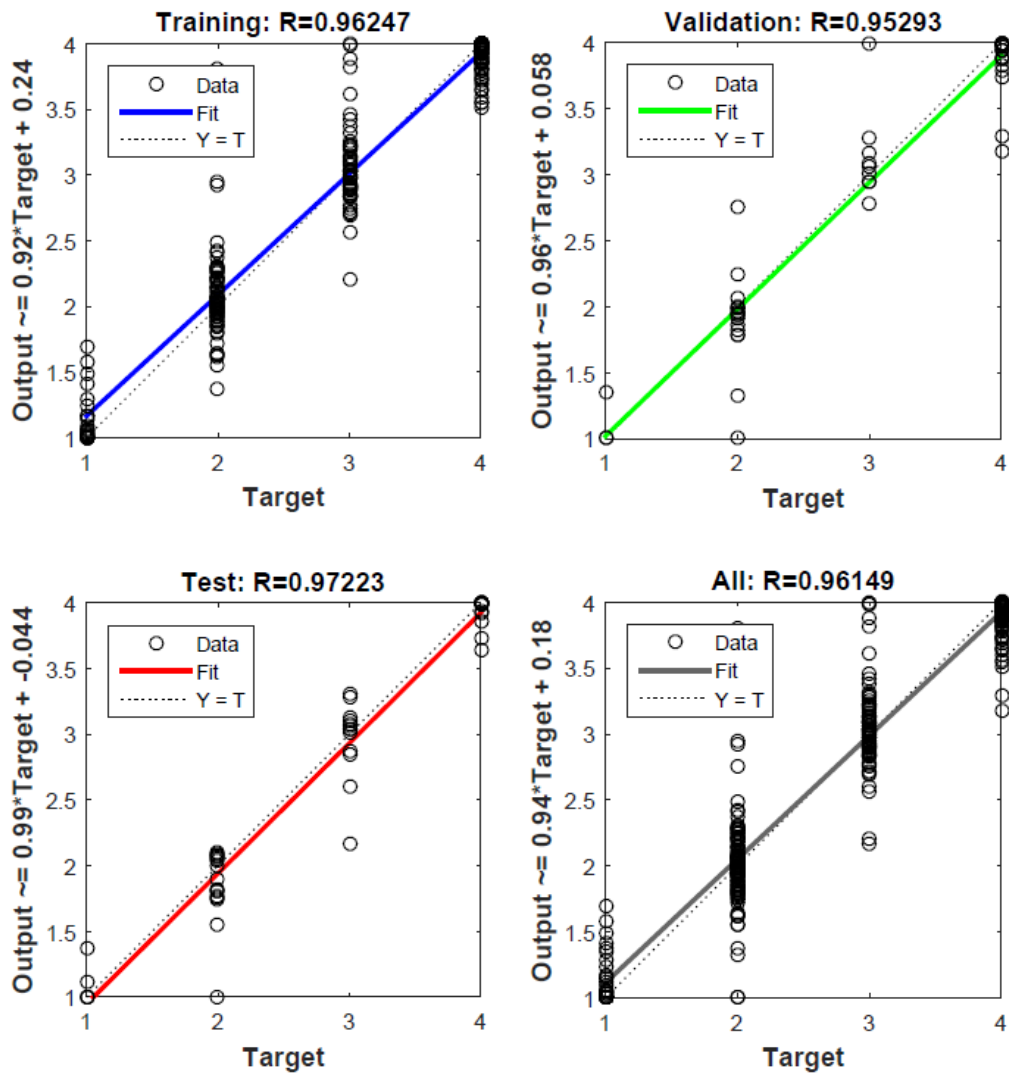 Training: R=0.96247
Output ~= 0.92*Target + 0.24
4
3.5
3
2.5
2
1.5
1
Data
Fit
Y = T
1 2 3 4
Target
Validation: R=0.95293
Output ~= 0.96*Target + 0.058
4
3.5
3
2.5
2
1.5
1
Data
Fit
Y = T
1 2 3 4
Target
Test: R=0.97223
Output ~= 0.99*Target + -0.044
4
3.5
3
2.5
2
1.5
1
Data
Fit
Y = T
1 2 3 4
Target
All: R=0.96149
Output ~= 0.94*Target + 0.18
4
3.5
3
2.5
2
1.5
1
Data
Fit
Y = T
1 2 3 4
Target